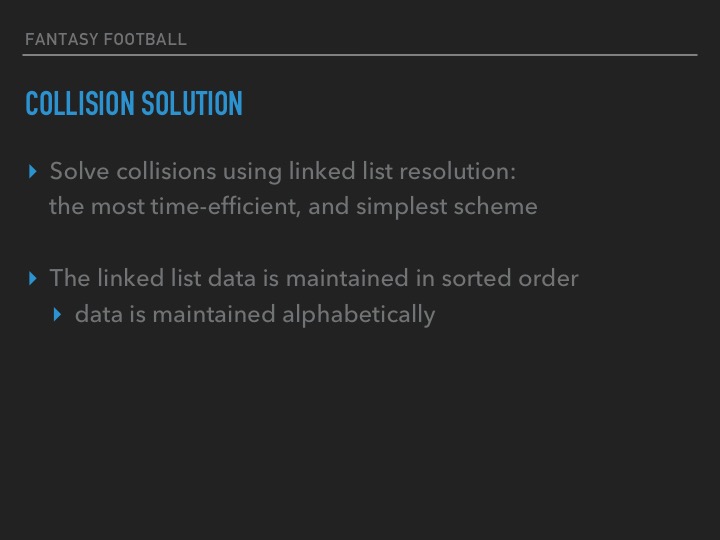 FANTASY FOOTBALL
COLLISION SOLUTION
Solve collisions using linked list resolution:
the most time-efficient, and simplest scheme
The linked list data is maintained in sorted order
data is maintained alphabetically